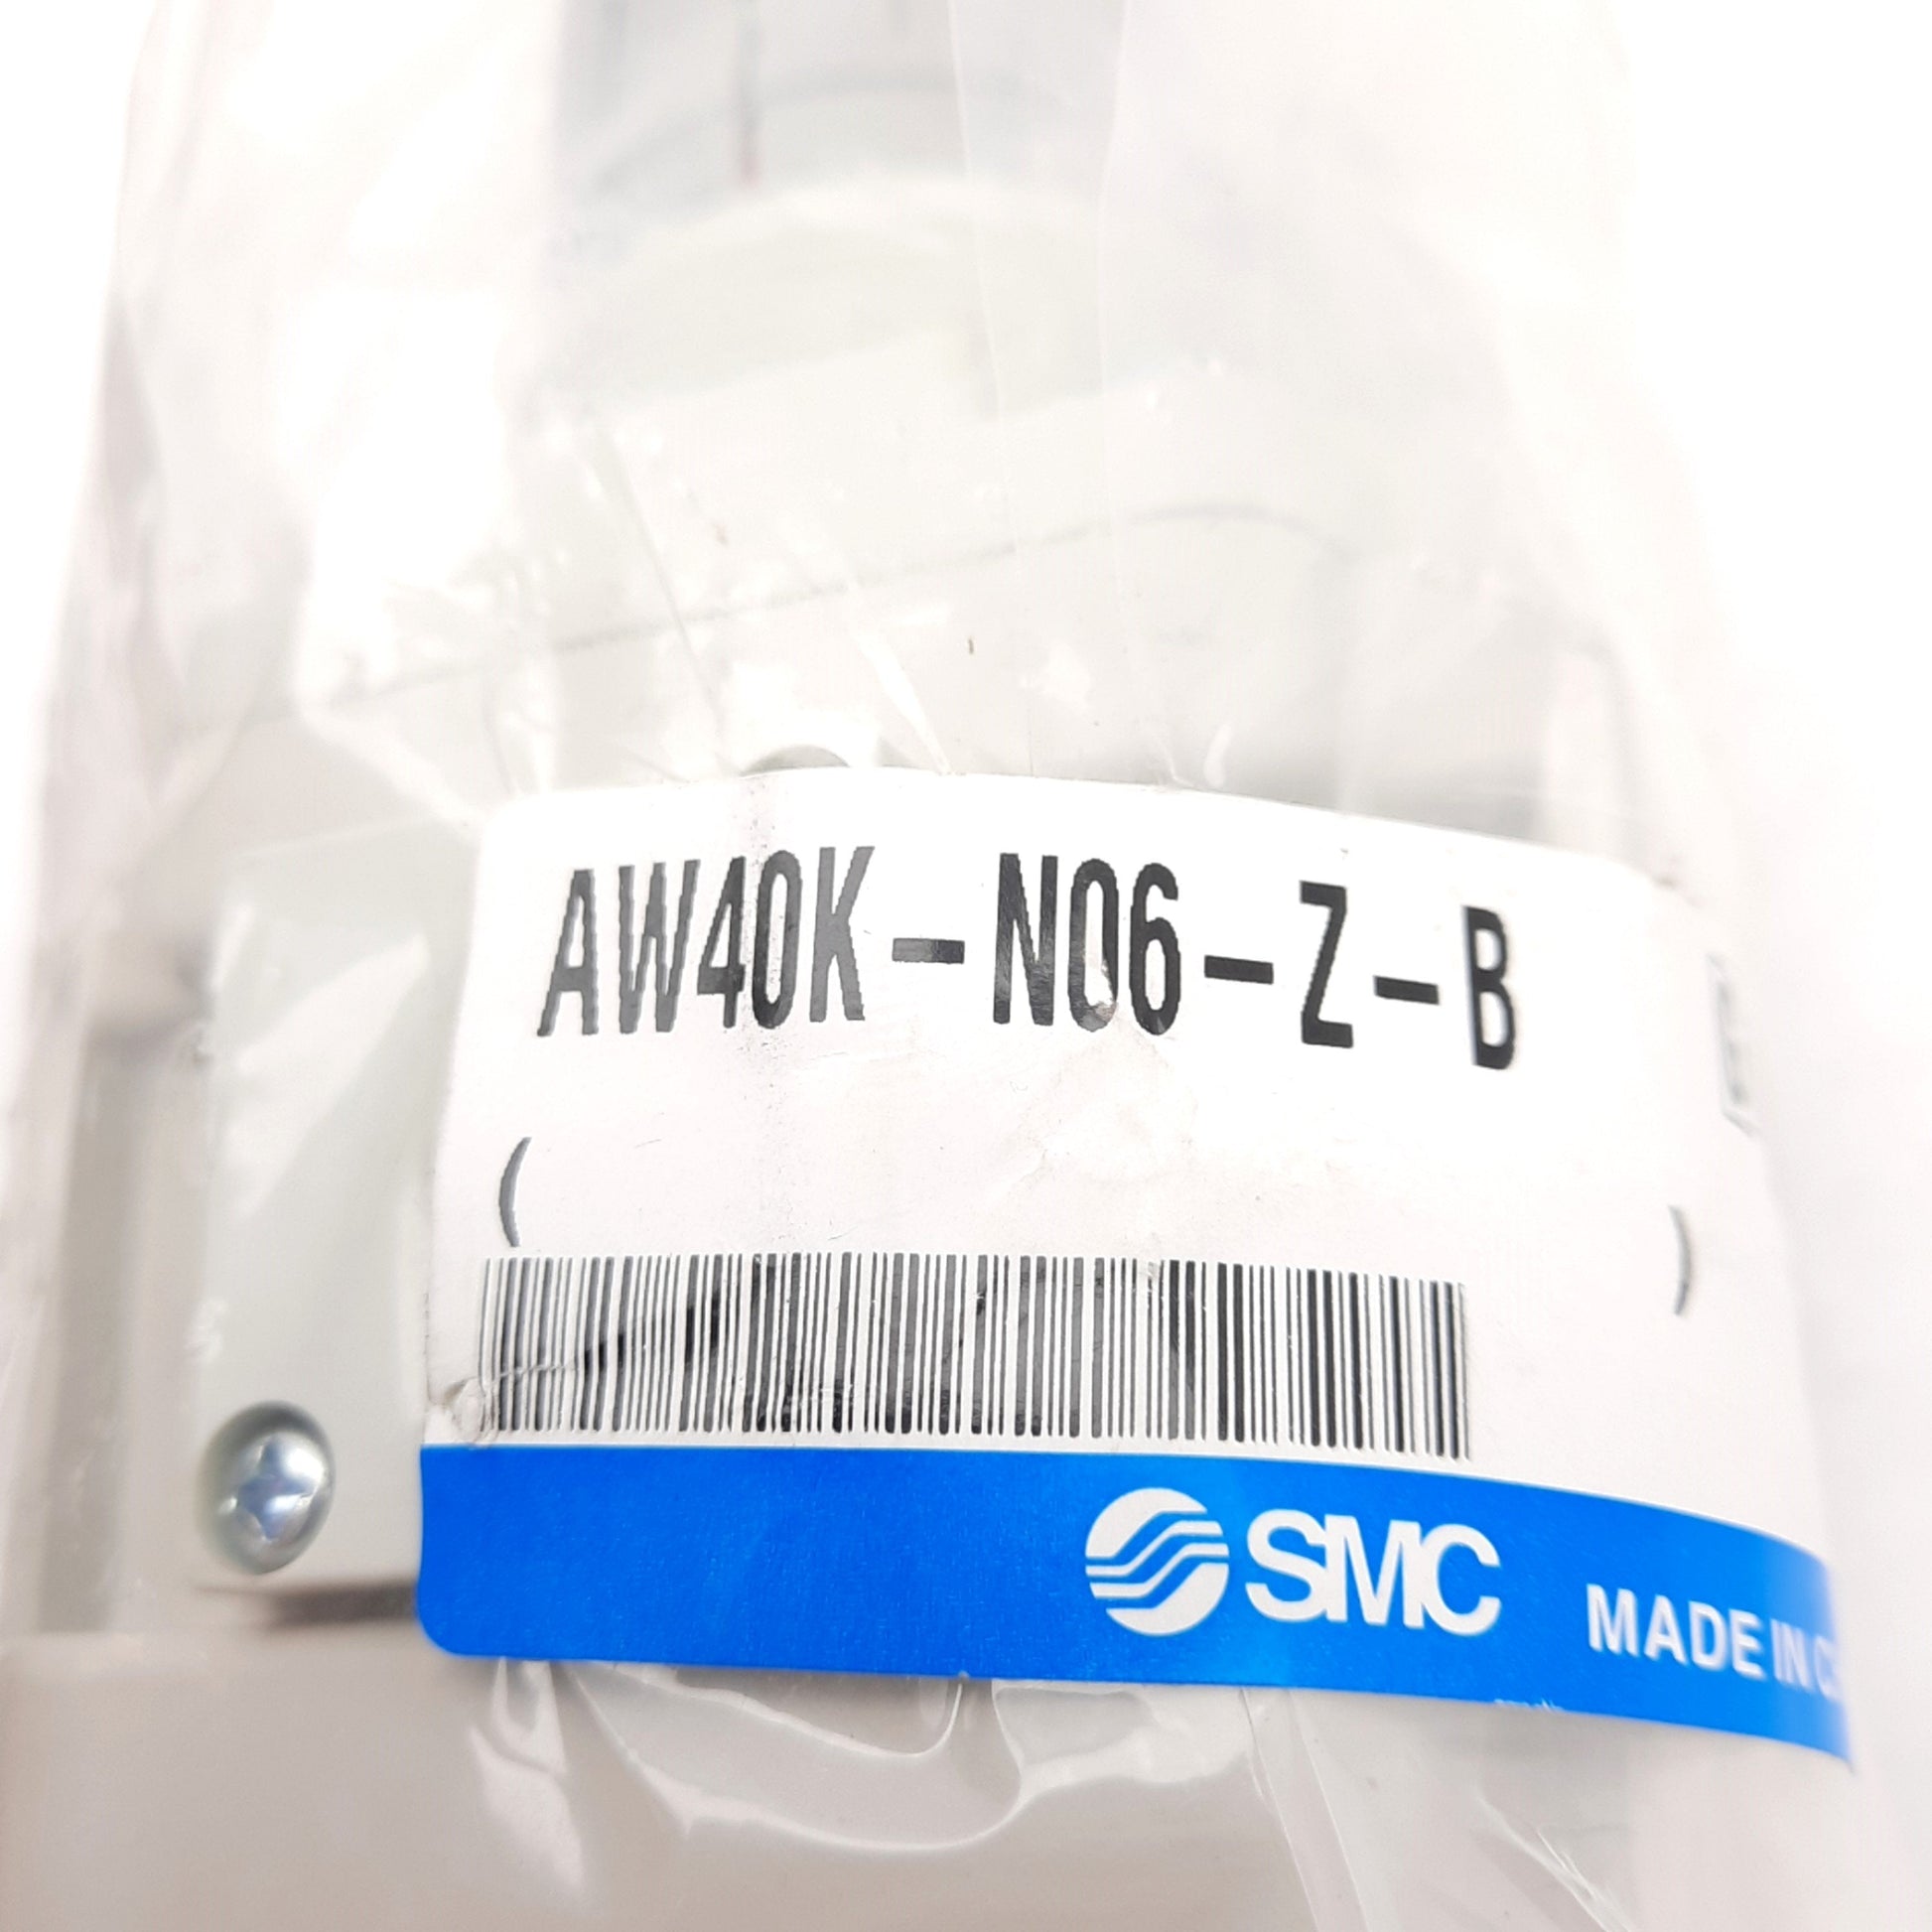 AW40K-N06-Z-B
( )
SMC
MADE IN